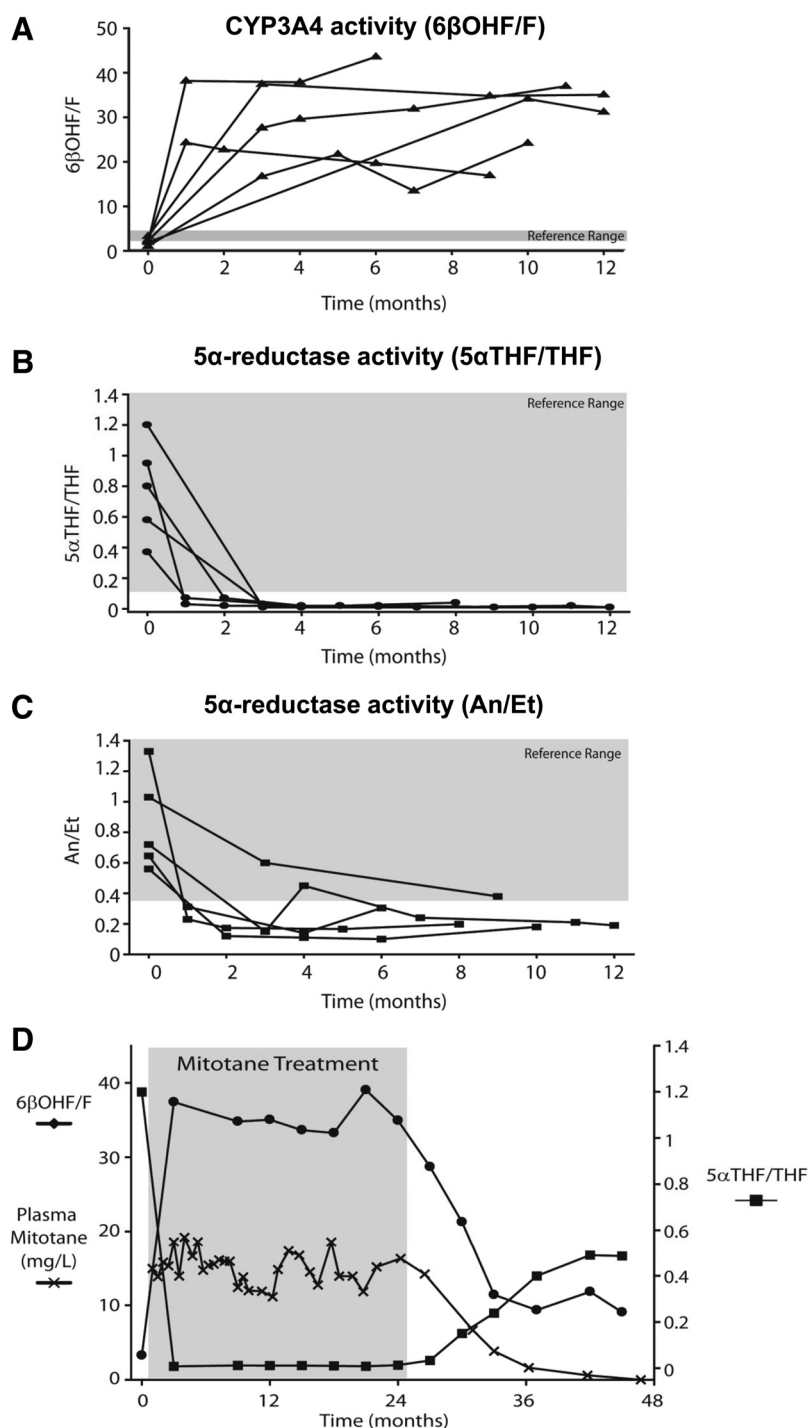 A
CYP3A4 activity (6βOHF/F)
50
40
30
20
10
0
6βOHF/F
Reference Range
0 2 4 6 8 10 12
Time (months)
B
5α-reductase activity (5αTHF/THF)
1.4
1.2
1
0.8
0.6
0.4
0.2
0
5αTHF/THF
Reference Range
0 2 4 6 8 10 12
Time (months)
C
5α-reductase activity (An/Et)
1.4
1.2
1
0.8
0.6
0.4
0.2
0
An/Et
Reference Range
0 2 4 6 8 10 12
Time (months)
D
Mitotane Treatment
6βOHF/F
Plasma
Mitotane
(mg/L)
40
30
20
10
0
1.4
1.2
1
0.8
0.6
0.4
0.2
0
5αTHF/THF
0 12 24 36 48
Time (months)